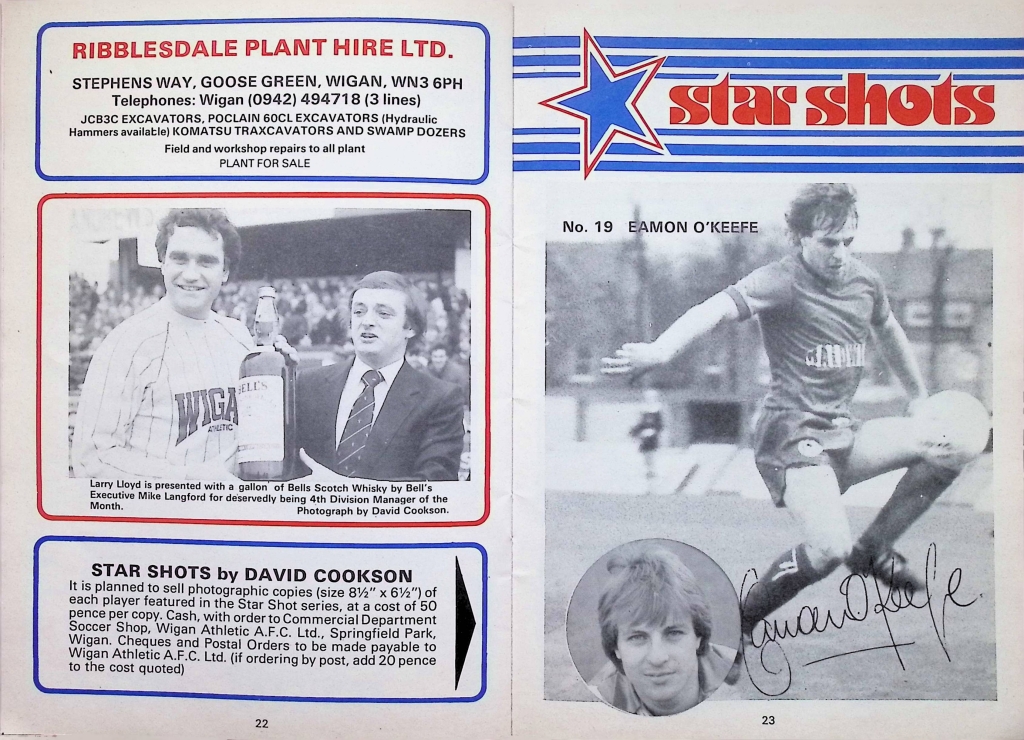 RIBBLESDALE PLANT HIRE LTD.
STEPHENS WAY, GOOSE GREEN, WIGAN, WN3 6PH
Telephones: Wigan (0942) 494718 (3 lines)
JCB3C EXCAVATORS, POCLAIN 60CL EXCAVATORS (Hydraulic
Hammers available) KOMATSU TRAXCAVATORS AND SWAMP DOZERS
Field and workshop repairs to all plant
PLANT FOR SALE
WIGA
ATHLETIC
BELL'S
Larry Lloyd is presented with a gallon of Bells Scotch Whisky by Bell's
Executive Mike Langford for deservedly being 4th Division Manager of the
Month.
Photograph by David Cookson.
STAR SHOTS by DAVID COOKSON
It is planned to sell photographic copies (size 8½" x 6½") of
each player featured in the Star Shot series, at a cost of 50
pence per copy. Cash, with order to Commercial Department
Soccer Shop, Wigan Athletic A.F.C. Ltd., Springfield Park,
Wigan. Cheques and Postal Orders to be made payable to
Wigan Athletic A.F.C. Ltd. (if ordering by post, add 20 pence
to the cost quoted)
22
star shots
No. 19 EAMON O'KEEFE
Eamon O'Keefe.
23